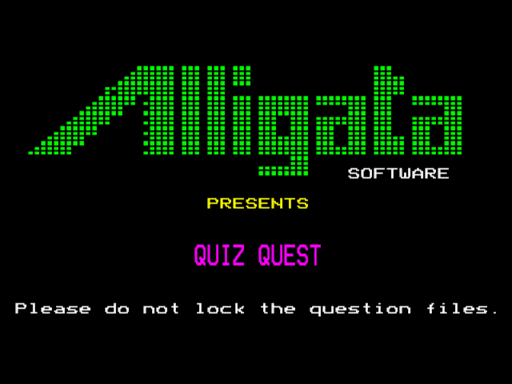 Alligata
SOFTWARE
PRESENTS
QUIZ QUEST
Please do not lock the question files.